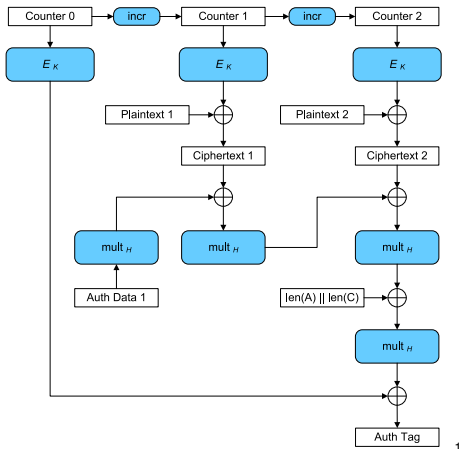 Counter 0 incr Counter 1 incr Counter 2
E K E K E K
Plaintext 1 Plaintext 2
Ciphertext 1 Ciphertext 2
mult H mult H mult H
Auth Data 1 len(A) || len(C)
mult H
Auth Tag
1